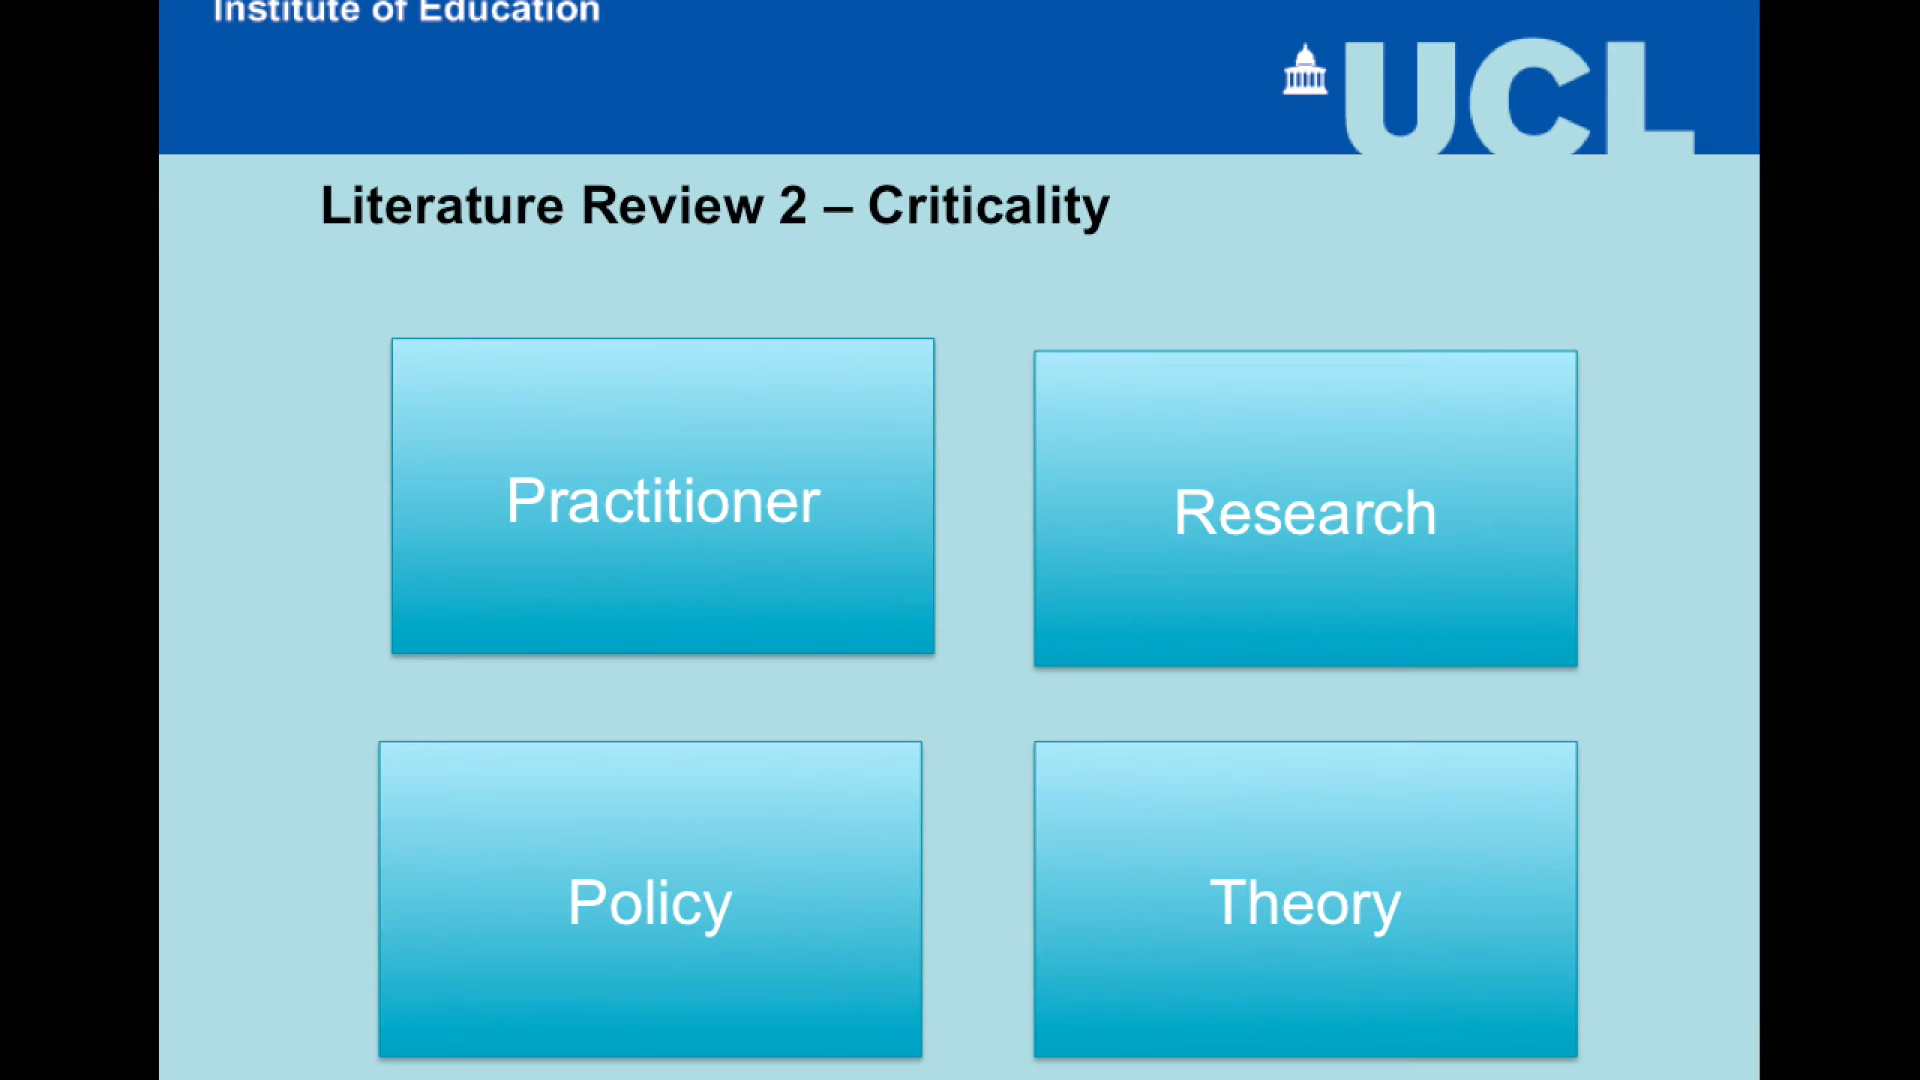 Institute of Education
UCL
Literature Review 2 – Criticality
Practitioner
Research
Policy
Theory